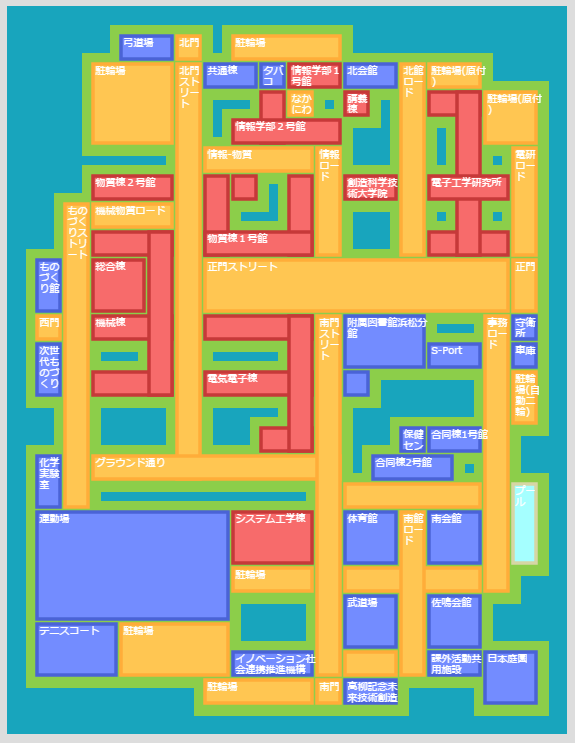 弓道場
北門
駐輪場
駐輪場
北門
ストリート
共通棟
タバ
コ
情報学部1
号館
北会館
北館
ロード
駐輪場(原付
)
なか
にわ
講義
棟
駐輪場(原付
)
情報学部2号館
情報-物質
情報
ロード
電研
ロード
物質棟2号館
創造科学技
術大学院
電子工学研究所
ものづくりストリート
機械物質ロード
物質棟1号館
ものづくり館
総合棟
正門ストリート
正門
西門
機械棟
南門
ストリート
附属図書館浜松分
館
事務
ロード
守衛
所
次世代ものづくり
S-Port
車庫
電気電子棟
駐輪場(自動二輪)
保健
セン
合同棟1号館
化学
実験
室
グラウンド通り
合同棟2号館
プール
運動場
システム工学棟
体育館
南館
ロード
南会館
駐輪場
武道場
佐鳴会館
テニスコート
駐輪場
イノベーション社
会連携推進機構
課外活動共
用施設
日本庭園
駐輪場
南門
高柳記念未
来技術創造